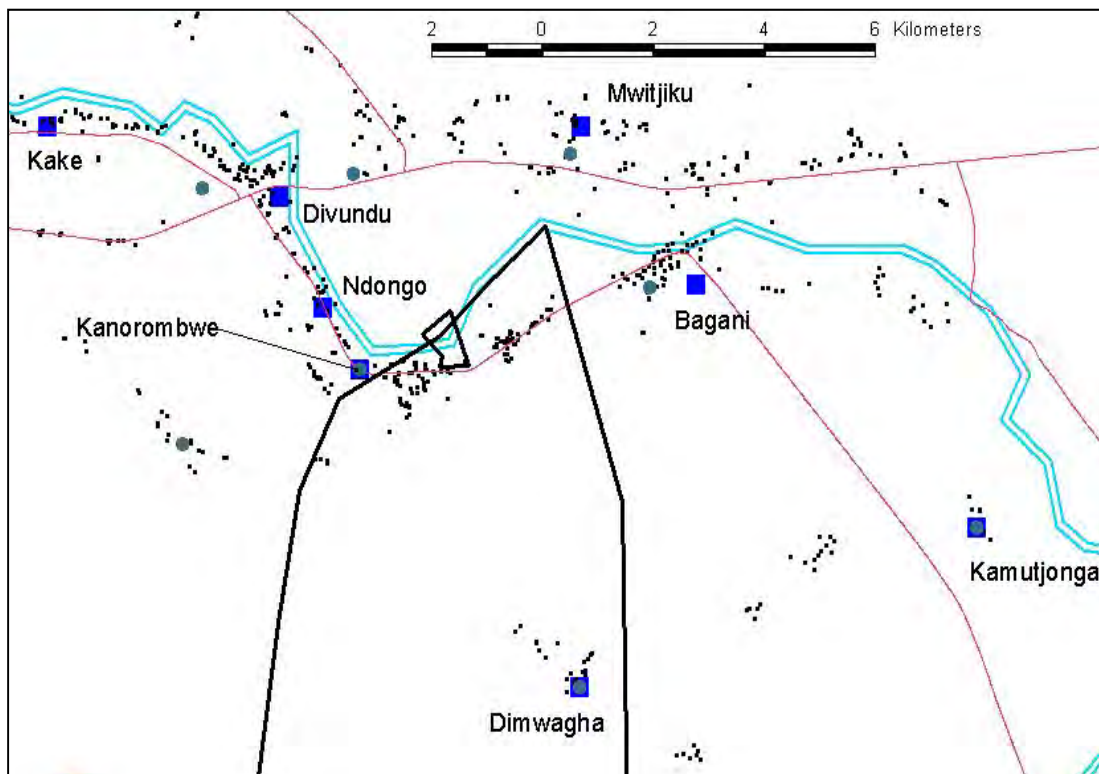 2 0 2 4 6 Kilometers
Mwitjiku
Kake
Divundu
Ndongo
Kanorombwe
Bagani
Kamutjonga
Dimwagha